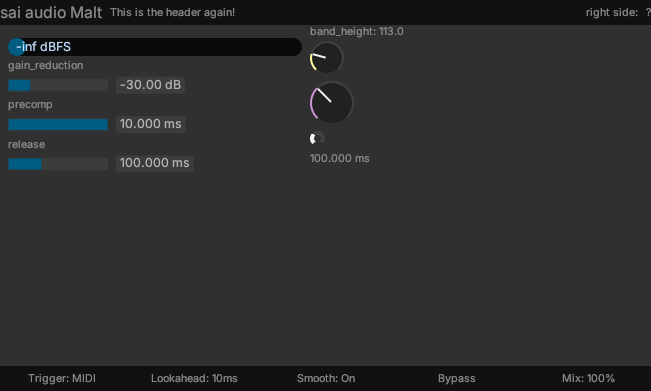 sai audio Malt This is the header again! right side: ?
-inf dBFS
gain_reduction
-30.00 dB
precomp
10.000 ms
release
100.000 ms
band_height: 113.0
100.000 ms
Trigger: MIDI Lookahead: 10ms Smooth: On Bypass Mix: 100%